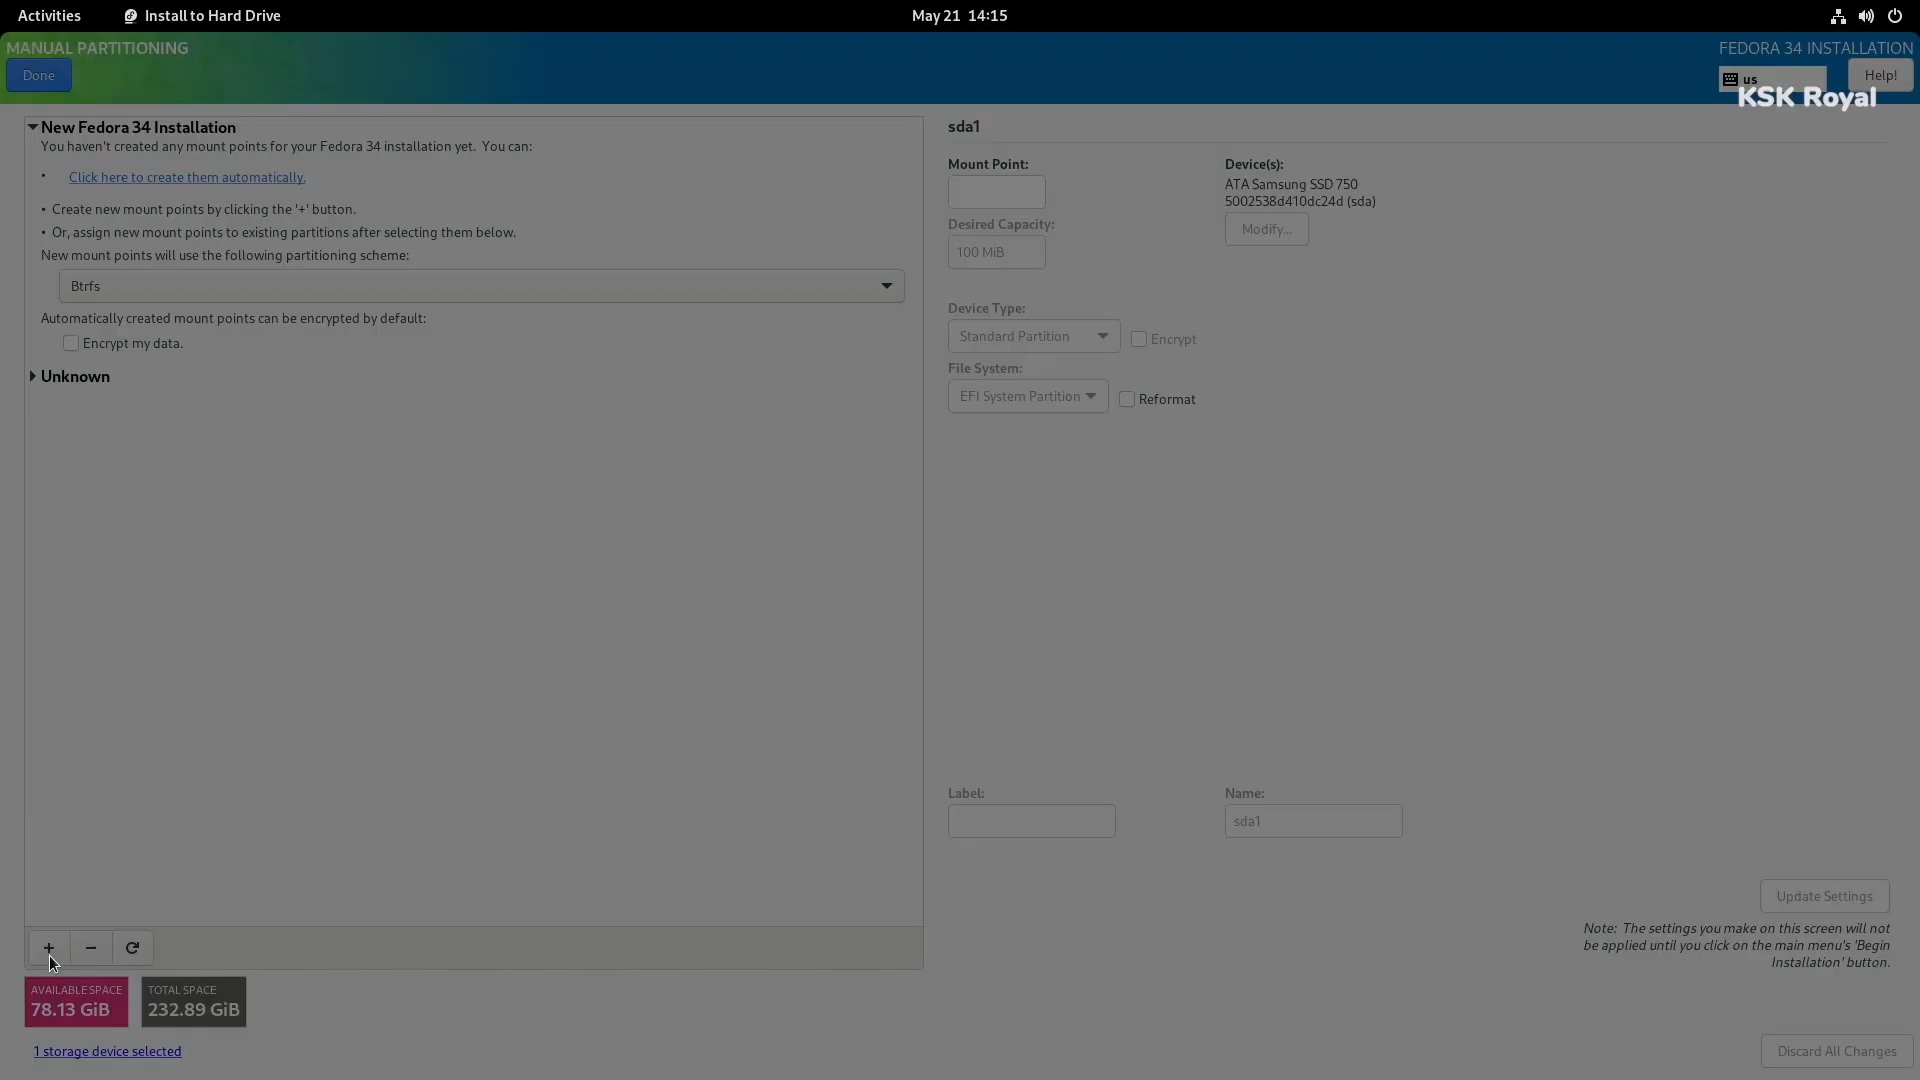 Activities
Install to Hard Drive
May 21 14:15
MANUAL PARTITIONING
Done
FEDORA 34 INSTALLATION
us
Help!
KSK Royal
New Fedora 34 Installation
You haven't created any mount points for your Fedora 34 installation yet. You can:
• Click here to create them automatically.
• Create new mount points by clicking the '+' button.
• Or, assign new mount points to existing partitions after selecting them below.
New mount points will use the following partitioning scheme:
Btrfs
Automatically created mount points can be encrypted by default:
Encrypt my data.
Unknown
+ −
AVAILABLE SPACE
78.13 GiB
TOTAL SPACE
232.89 GiB
1 storage device selected
sda1
Mount Point:
Desired Capacity:
100 MiB
Device(s):
ATA Samsung SSD 750
5002538d410dc24d (sda)
Modify...
Device Type:
Standard Partition
Encrypt
File System:
EFI System Partition
Reformat
Label:
Name:
sda1
Update Settings
Note: The settings you make on this screen will not
be applied until you click on the main menu's 'Begin
Installation' button.
Discard All Changes